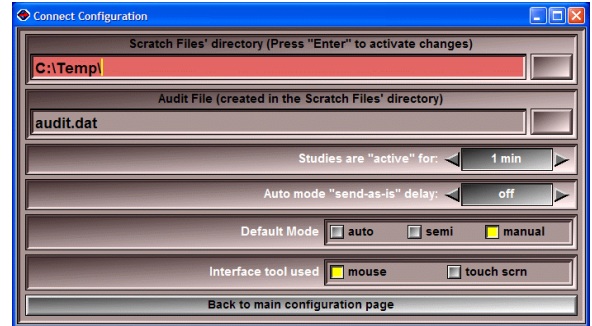 Connect Configuration
Scratch Files' directory (Press "Enter" to activate changes)
C:\Temp\
Audit File (created in the Scratch Files' directory)
audit.dat
Studies are "active" for: 1 min
Auto mode "send-as-is" delay: off
Default Mode auto semi manual
Interface tool used mouse touch scrn
Back to main configuration page